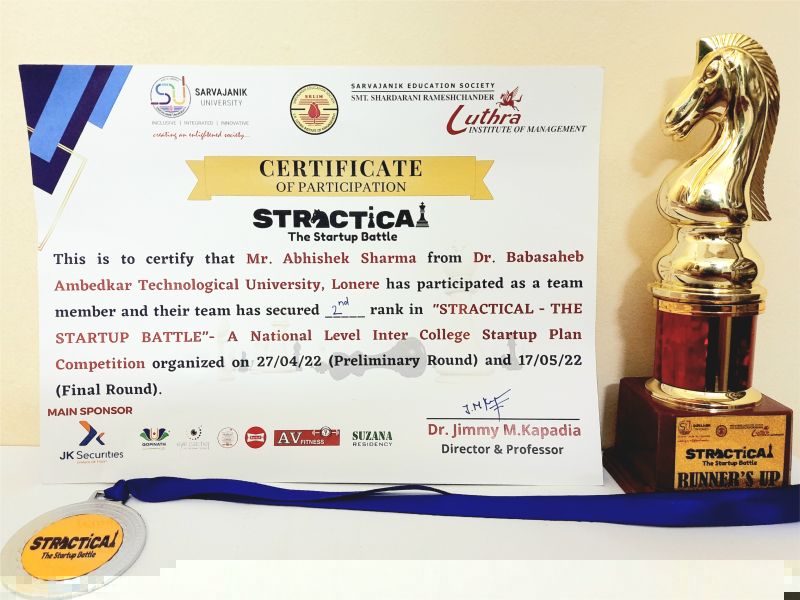 SARVAJANIK
UNIVERSITY
INCLUSIVE | INTEGRATED | INNOVATIVE
creating an enlightened society...
SRLIM
SARVAJANIK EDUCATION SOCIETY
SMT. SHARDARANI RAMESHCHANDER
Luthra
INSTITUTE OF MANAGEMENT
CERTIFICATE
OF PARTICIPATION
STRACTICAL
The Startup Battle
This is to certify that Mr. Abhishek Sharma from Dr. Babasaheb
Ambedkar Technological University, Lonere has participated as a team
member and their team has secured 2nd rank in "STRACTICAL - THE
STARTUP BATTLE"- A National Level Inter College Startup Plan
Competition organized on 27/04/22 (Preliminary Round) and 17/05/22
(Final Round).
MAIN SPONSOR
JK Securities
GOPINATH
AV FITNESS
SUZANA
RESIDENCY
J.M.K
Dr. Jimmy M.Kapadia
Director & Professor
STRACTICAL
The Startup Battle
RUNNER'S UP
STRACTICAL
The Startup Battle